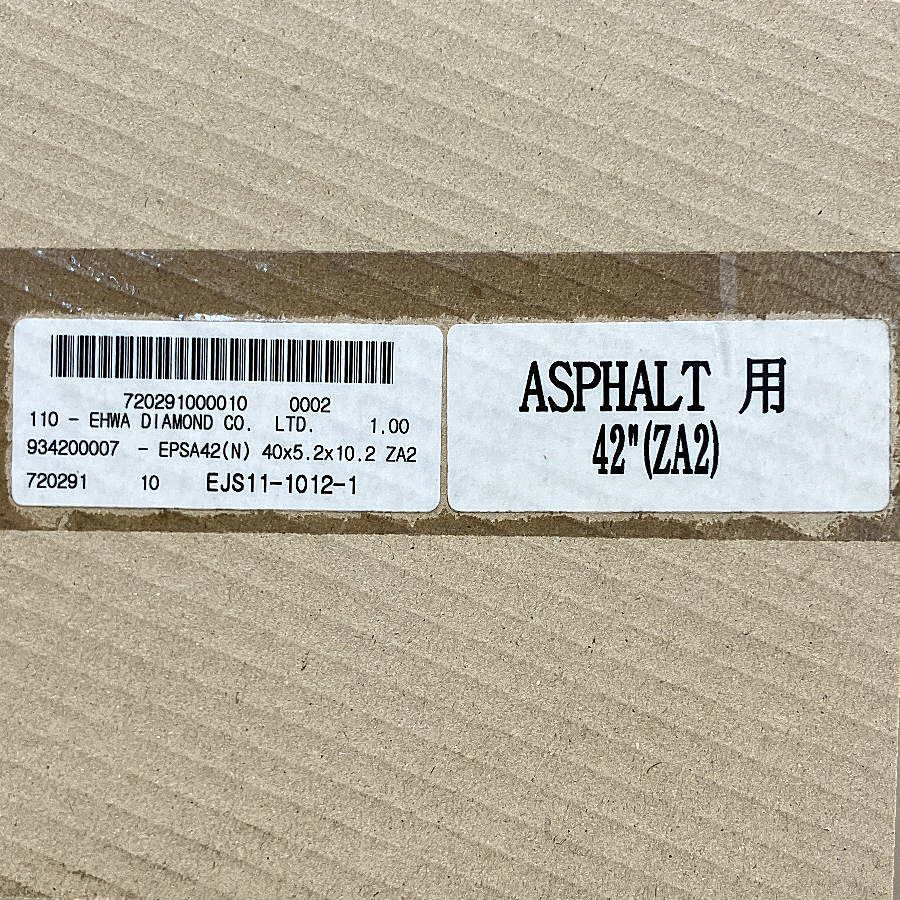 720291000010 0002
110 - EHWA DIAMOND CO. LTD. 1.00
934200007 - EPSA42(N) 40x5.2x10.2 ZA2
720291 10 EJS11-1012-1
ASPHALT 用
42"(ZA2)